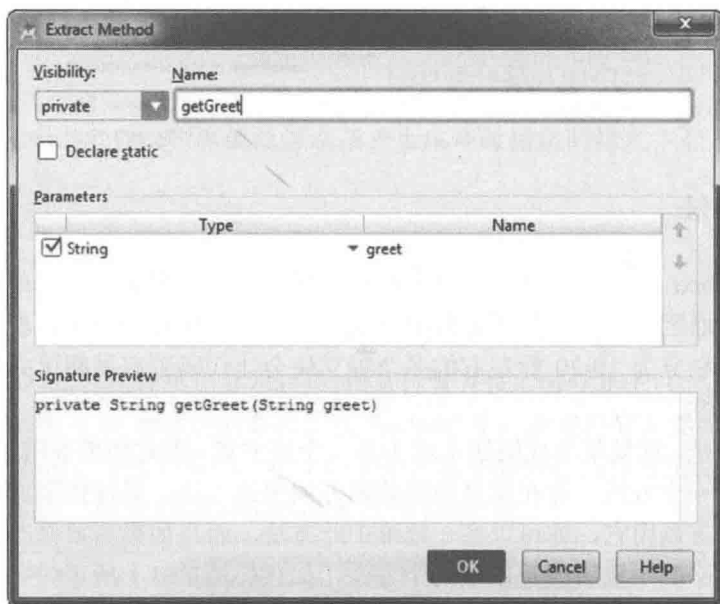 Extract Method
Visibility:
Name:
private
getGreet
Declare static
Parameters
Type
Name
String
greet
Signature Preview
private String getGreet(String greet)
OK
Cancel
Help